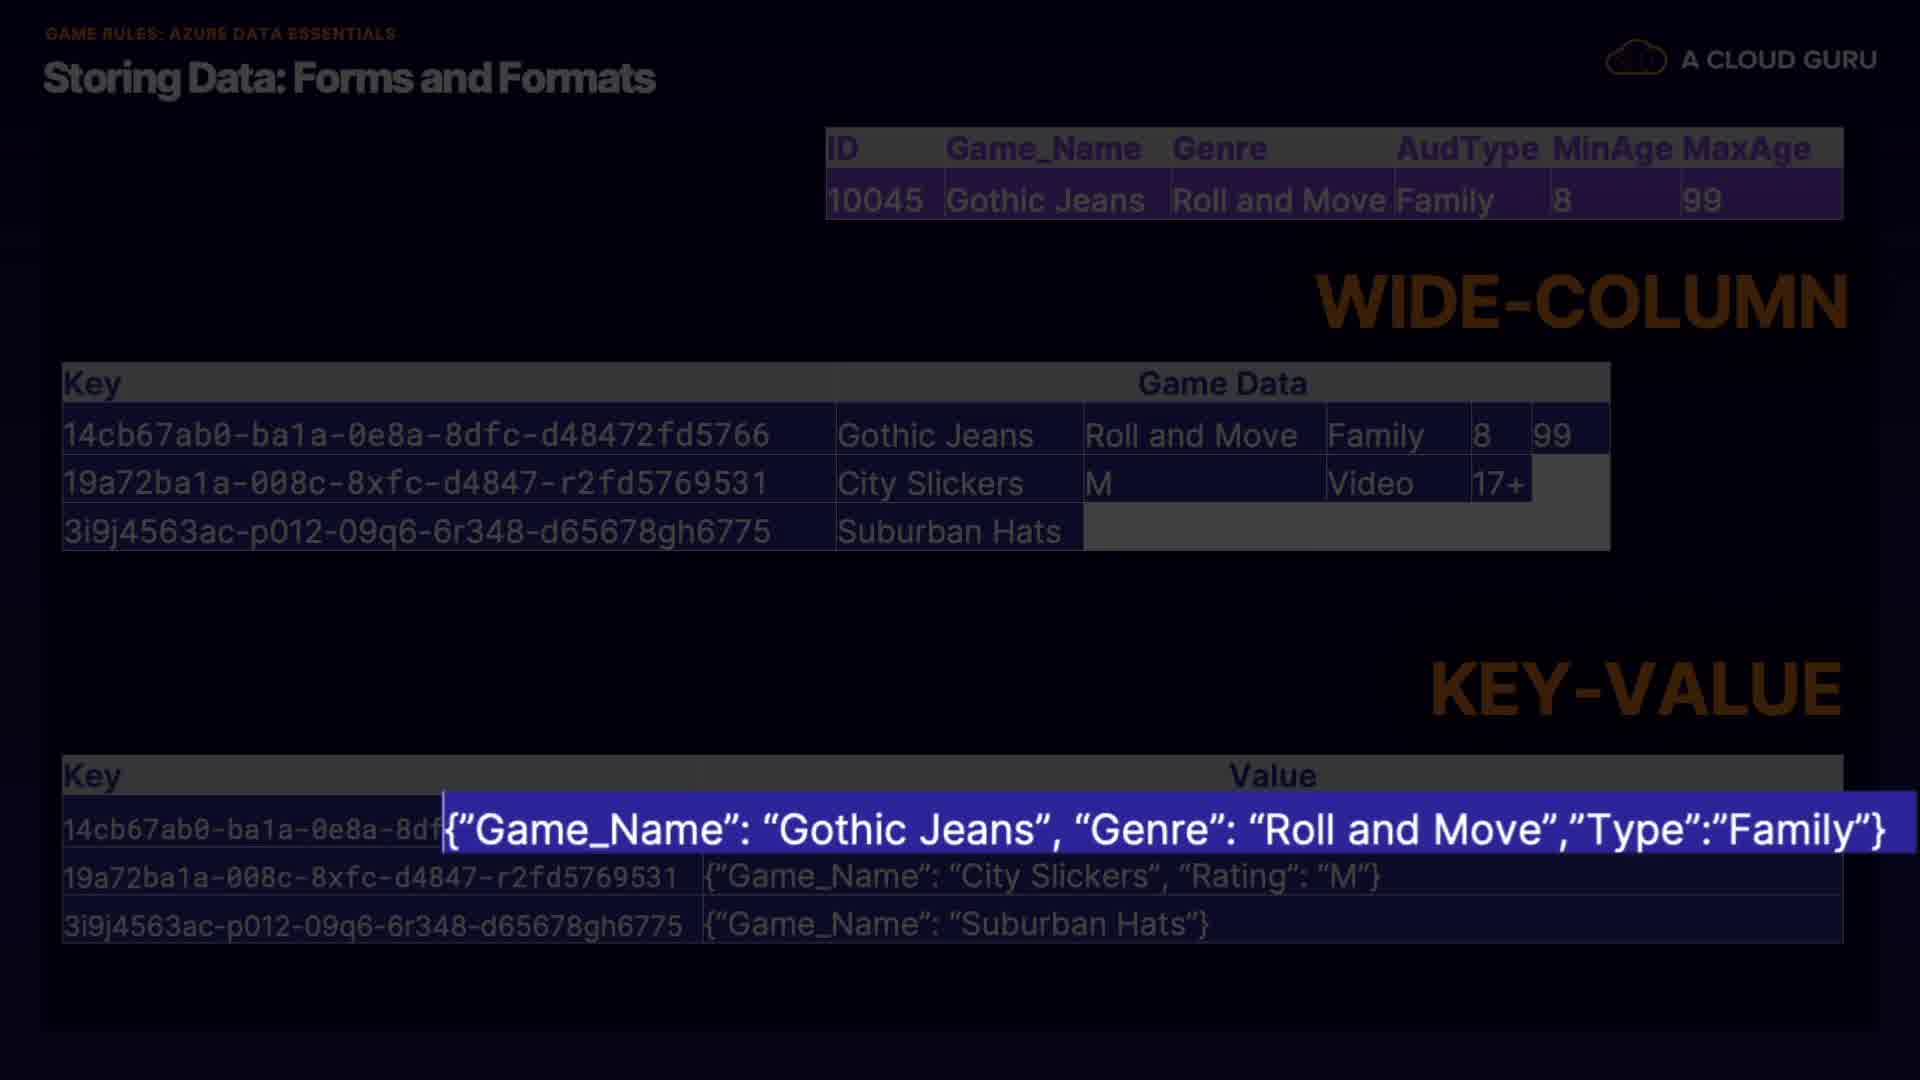 GAME RULES: AZURE DATA ESSENTIALS
Storing Data: Forms and Formats
A CLOUD GURU
ID Game_Name Genre AudType MinAge MaxAge
10045 Gothic Jeans Roll and Move Family 8 99
WIDE-COLUMN
Key Game Data
14cb67ab0-ba1a-0e8a-8dfc-d48472fd5766 Gothic Jeans Roll and Move Family 8 99
19a72ba1a-008c-8xfc-d4847-r2fd5769531 City Slickers M Video 17+
3i9j4563ac-p012-09q6-6r348-d65678gh6775 Suburban Hats
KEY-VALUE
Key Value
14cb67ab0-ba1a-0e8a-8df {”Game_Name”: “Gothic Jeans”, “Genre”: “Roll and Move”,”Type”:”Family”}
19a72ba1a-008c-8xfc-d4847-r2fd5769531 {”Game_Name”: “City Slickers”, “Rating”: “M”}
3i9j4563ac-p012-09q6-6r348-d65678gh6775 {“Game_Name”: “Suburban Hats”}